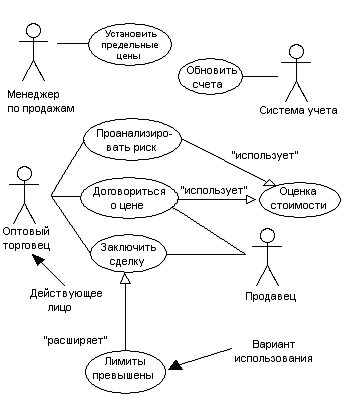 Установить
предельные
цены
Менеджер
по продажам
Обновить
счета
Система учета
Проанализиро-
вать риск
"использует"
Договориться
о цене
"использует"
Оценка
стоимости
Оптовый
торговец
Заключить
сделку
Продавец
Действующее
лицо
"расширяет"
Вариант
использования
Лимиты
превышены